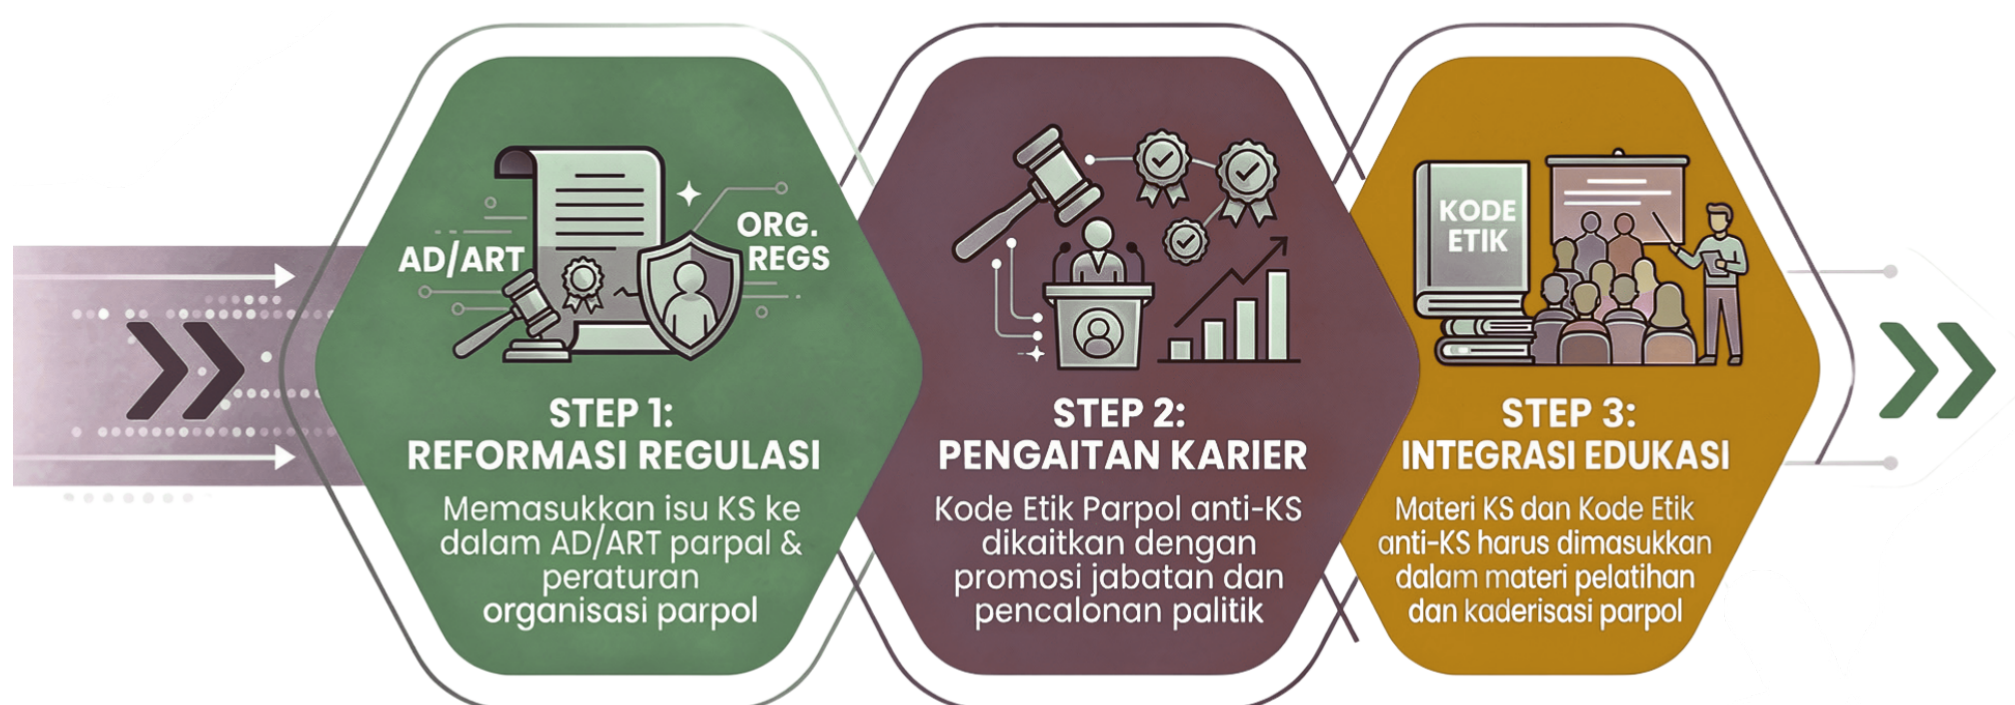 AD/ART
ORG.
REGS
STEP 1:
REFORMASI REGULASI
Memasukkan isu KS ke
dalam AD/ART parpal &
peraturan
organisasi parpol
STEP 2:
PENGAITAN KARIER
Kode Etik Parpol anti-KS
dikaitkan dengan
promosi jabatan dan
pencalonan palitik
KODE
ETIK
STEP 3:
INTEGRASI EDUKASI
Materi KS dan Kode Etik
anti-KS harus dimasukkan
dalam materi pelatihan
dan kaderisasi parpol